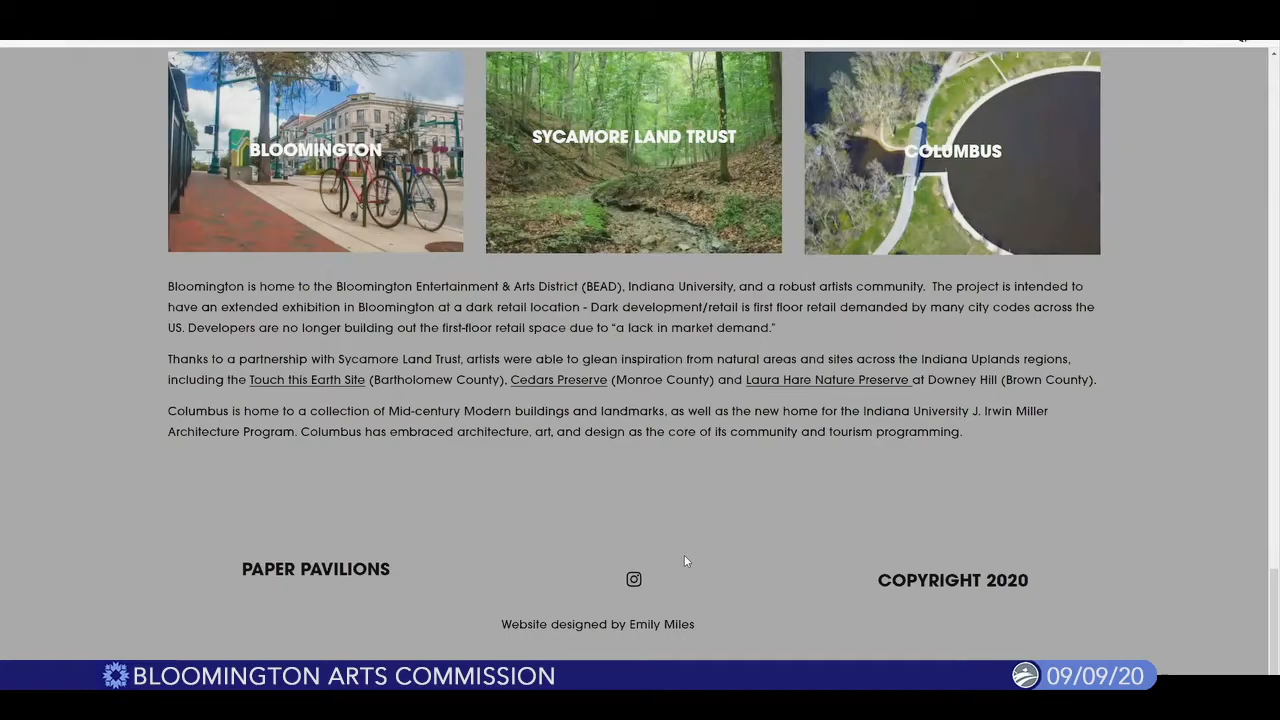 BLOOMINGTON
SYCAMORE LAND TRUST
COLUMBUS
Bloomington is home to the Bloomington Entertainment & Arts District (BEAD), Indiana University, and a robust artists community.  The project is intended to
have an extended exhibition in Bloomington at a dark retail location - Dark development/retail is first floor retail demanded by many city codes across the
US. Developers are no longer building out the first-floor retail space due to “a lack in market demand.”
Thanks to a partnership with Sycamore Land Trust, artists were able to glean inspiration from natural areas and sites across the Indiana Uplands regions,
including the Touch this Earth Site (Bartholomew County), Cedars Preserve (Monroe County) and Laura Hare Nature Preserve at Downey Hill (Brown County).
Columbus is home to a collection of Mid-century Modern buildings and landmarks, as well as the new home for the Indiana University J. Irwin Miller
Architecture Program. Columbus has embraced architecture, art, and design as the core of its community and tourism programming.
PAPER PAVILIONS
COPYRIGHT 2020
Website designed by Emily Miles
BLOOMINGTON ARTS COMMISSION
09/09/20